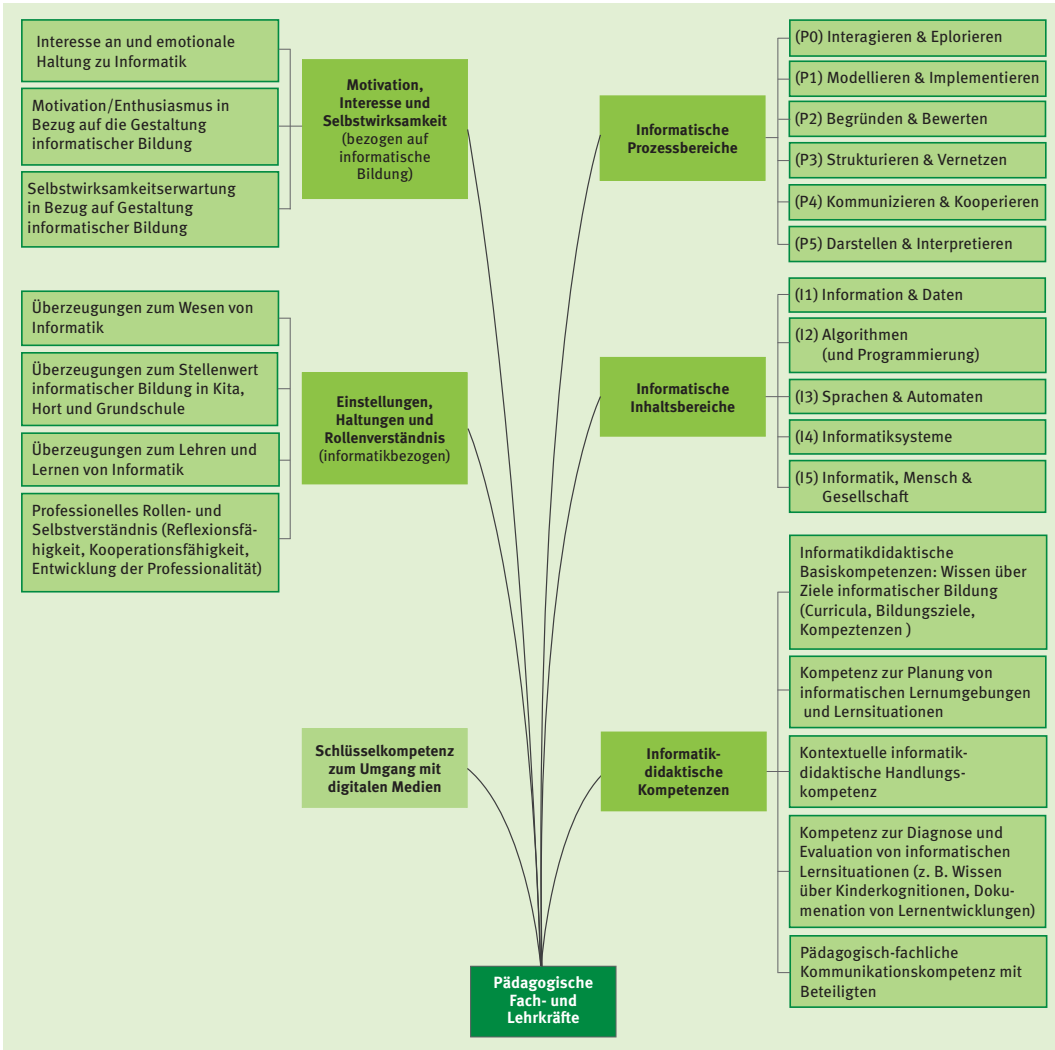 Interesse an und emotionale
Haltung zu Informatik
Motivation/Enthusiasmus in
Bezug auf die Gestaltung
informatischer Bildung
Selbstwirksamkeitserwartung
in Bezug auf Gestaltung
informatischer Bildung
Motivation,
Interesse und
Selbstwirksamkeit
(bezogen auf
informatische
Bildung)
Überzeugungen zum Wesen von
Informatik
Überzeugungen zum Stellenwert
informatischer Bildung in Kita,
Hort und Grundschule
Überzeugungen zum Lehren und
Lernen von Informatik
Professionelles Rollen- und
Selbstverständnis (Reflexionsfä-
higkeit, Kooperationsfähigkeit,
Entwicklung der Professionalität)
Einstellungen,
Haltungen und
Rollenverständnis
(informatikbezogen)
Schlüsselkompetenz
zum Umgang mit
digitalen Medien
Informatische
Prozessbereiche
(P0) Interagieren & Eplorieren
(P1) Modellieren & Implementieren
(P2) Begründen & Bewerten
(P3) Strukturieren & Vernetzen
(P4) Kommunizieren & Kooperieren
(P5) Darstellen & Interpretieren
Informatische
Inhaltsbereiche
(I1) Information & Daten
(I2) Algorithmen
(und Programmierung)
(I3) Sprachen & Automaten
(I4) Informatiksysteme
(I5) Informatik, Mensch &
Gesellschaft
Informatik-
didaktische
Kompetenzen
Informatikdidaktische
Basiskompetenzen: Wissen über
Ziele informatischer Bildung
(Curricula, Bildungsziele,
Kompeztenzen )
Kompetenz zur Planung von
informatischen Lernumgebungen
und Lernsituationen
Kontextuelle informatik-
didaktische Handlungs-
kompetenz
Kompetenz zur Diagnose und
Evaluation von informatischen
Lernsituationen (z. B. Wissen
über Kinderkognitionen, Doku-
menation von Lernentwicklungen)
Pädagogisch-fachliche
Kommunikationskompetenz mit
Beteiligten
Pädagogische
Fach- und
Lehrkräfte